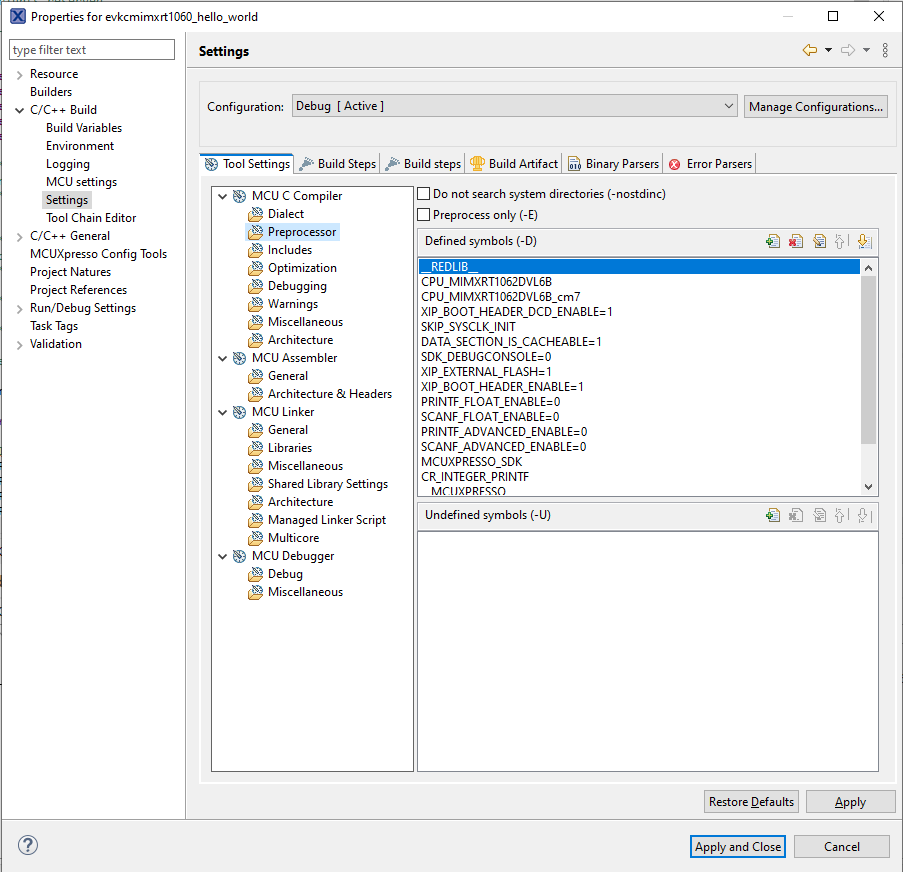 Properties for evkcmimxrt1060_hello_world
type filter text
Resource
Builders
C/C++ Build
Build Variables
Environment
Logging
MCU settings
Settings
Tool Chain Editor
C/C++ General
MCUXpresso Config Tools
Project Natures
Project References
Run/Debug Settings
Task Tags
Validation
Settings
Configuration:
Debug [ Active ]
Manage Configurations...
Tool Settings
Build Steps
Build steps
Build Artifact
Binary Parsers
Error Parsers
MCU C Compiler
Dialect
Preprocessor
Includes
Optimization
Debugging
Warnings
Miscellaneous
Architecture
MCU Assembler
General
Architecture & Headers
MCU Linker
General
Libraries
Miscellaneous
Shared Library Settings
Architecture
Managed Linker Script
Multicore
MCU Debugger
Debug
Miscellaneous
Do not search system directories (-nostdinc)
Preprocess only (-E)
Defined symbols (-D)
__REDLIB__
CPU_MIMXRT1062DVL6B
CPU_MIMXRT1062DVL6B_cm7
XIP_BOOT_HEADER_DCD_ENABLE=1
SKIP_SYSCLK_INIT
DATA_SECTION_IS_CACHEABLE=1
SDK_DEBUGCONSOLE=0
XIP_EXTERNAL_FLASH=1
XIP_BOOT_HEADER_ENABLE=1
PRINTF_FLOAT_ENABLE=0
SCANF_FLOAT_ENABLE=0
PRINTF_ADVANCED_ENABLE=0
SCANF_ADVANCED_ENABLE=0
MCUXPRESSO_SDK
CR_INTEGER_PRINTF
__MCUXPRESSO
Undefined symbols (-U)
Restore Defaults
Apply
Apply and Close
Cancel